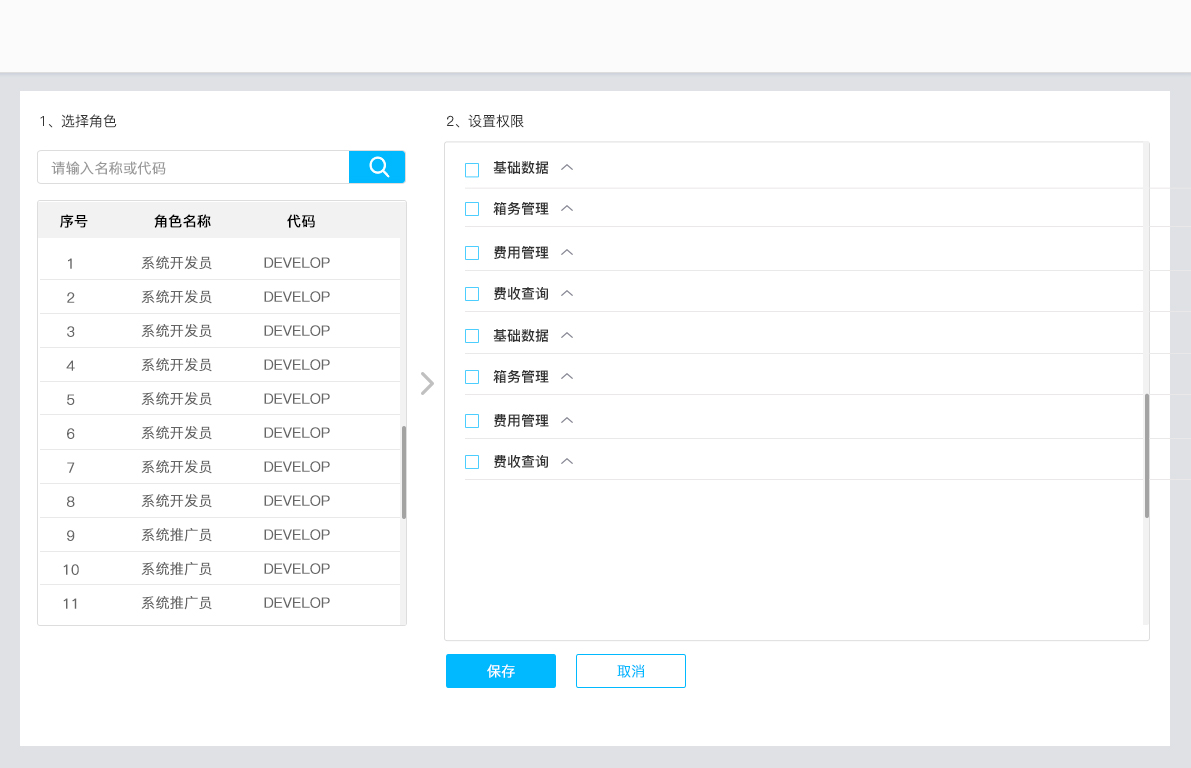 1、选择角色
请输入名称或代码
序号 角色名称 代码
1 系统开发员 DEVELOP
2 系统开发员 DEVELOP
3 系统开发员 DEVELOP
4 系统开发员 DEVELOP
5 系统开发员 DEVELOP
6 系统开发员 DEVELOP
7 系统开发员 DEVELOP
8 系统开发员 DEVELOP
9 系统推广员 DEVELOP
10 系统推广员 DEVELOP
11 系统推广员 DEVELOP
2、设置权限
基础数据
箱务管理
费用管理
费收查询
基础数据
箱务管理
费用管理
费收查询
保存 取消